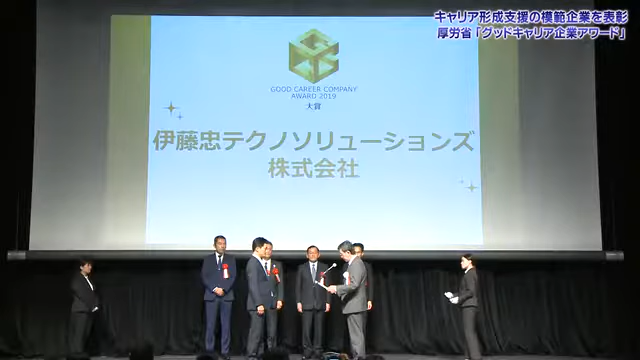 キャリア形成支援の模範企業を表彰
厚労省「グッドキャリア企業アワード」
GOOD CAREER COMPANY
AWARD 2019
大賞
伊藤忠テクノソリューションズ
株式会社